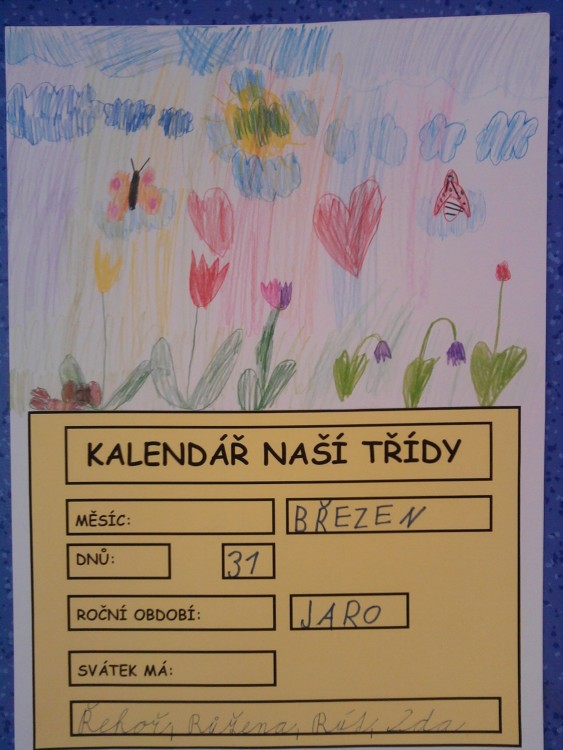 KALENDÁŘ NAŠÍ TŘÍDY
MĚSÍC: BŘEZEN
DNŮ: 31
ROČNÍ OBDOBÍ: JARO
SVÁTEK MÁ:
Řehoř, Růžena, Rút, Ida